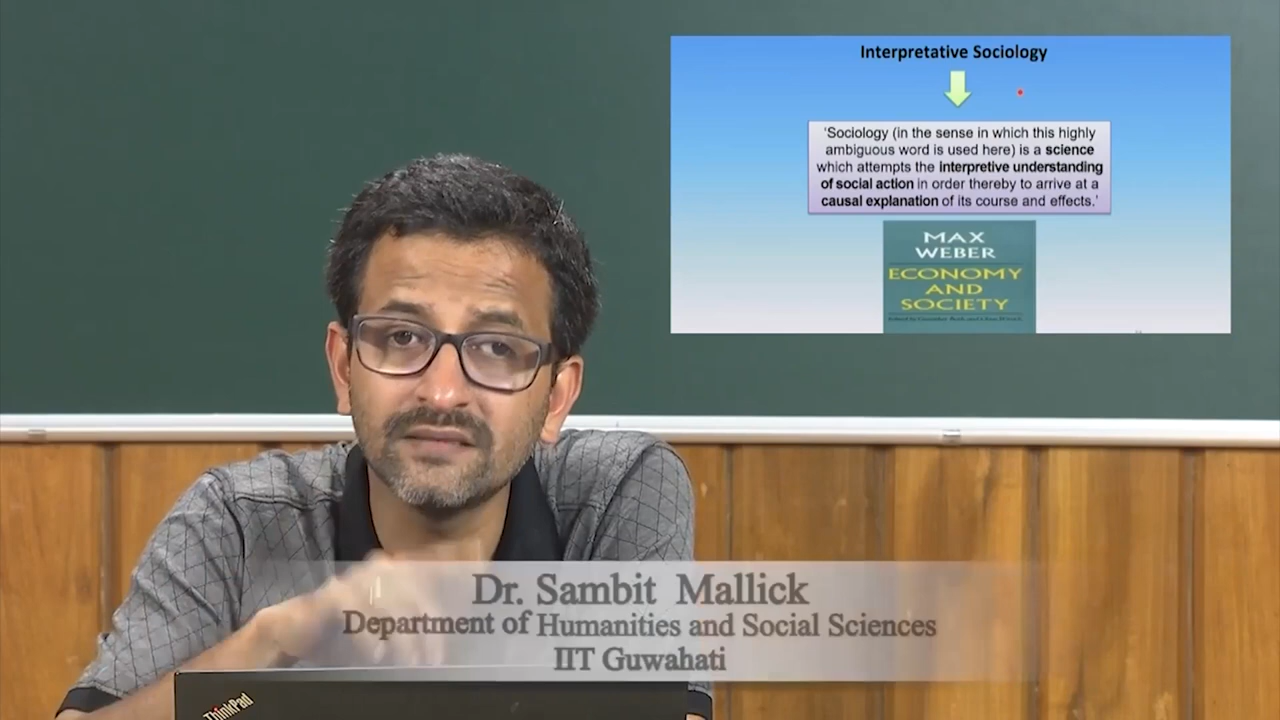 Interpretative Sociology
‘Sociology (in the sense in which this highly
ambiguous word is used here) is a science
which attempts the interpretive understanding
of social action in order thereby to arrive at a
causal explanation of its course and effects.’
MAX
WEBER
ECONOMY
AND
SOCIETY
Dr. Sambit Mallick
Department of Humanities and Social Sciences
IIT Guwahati
ThinkPad